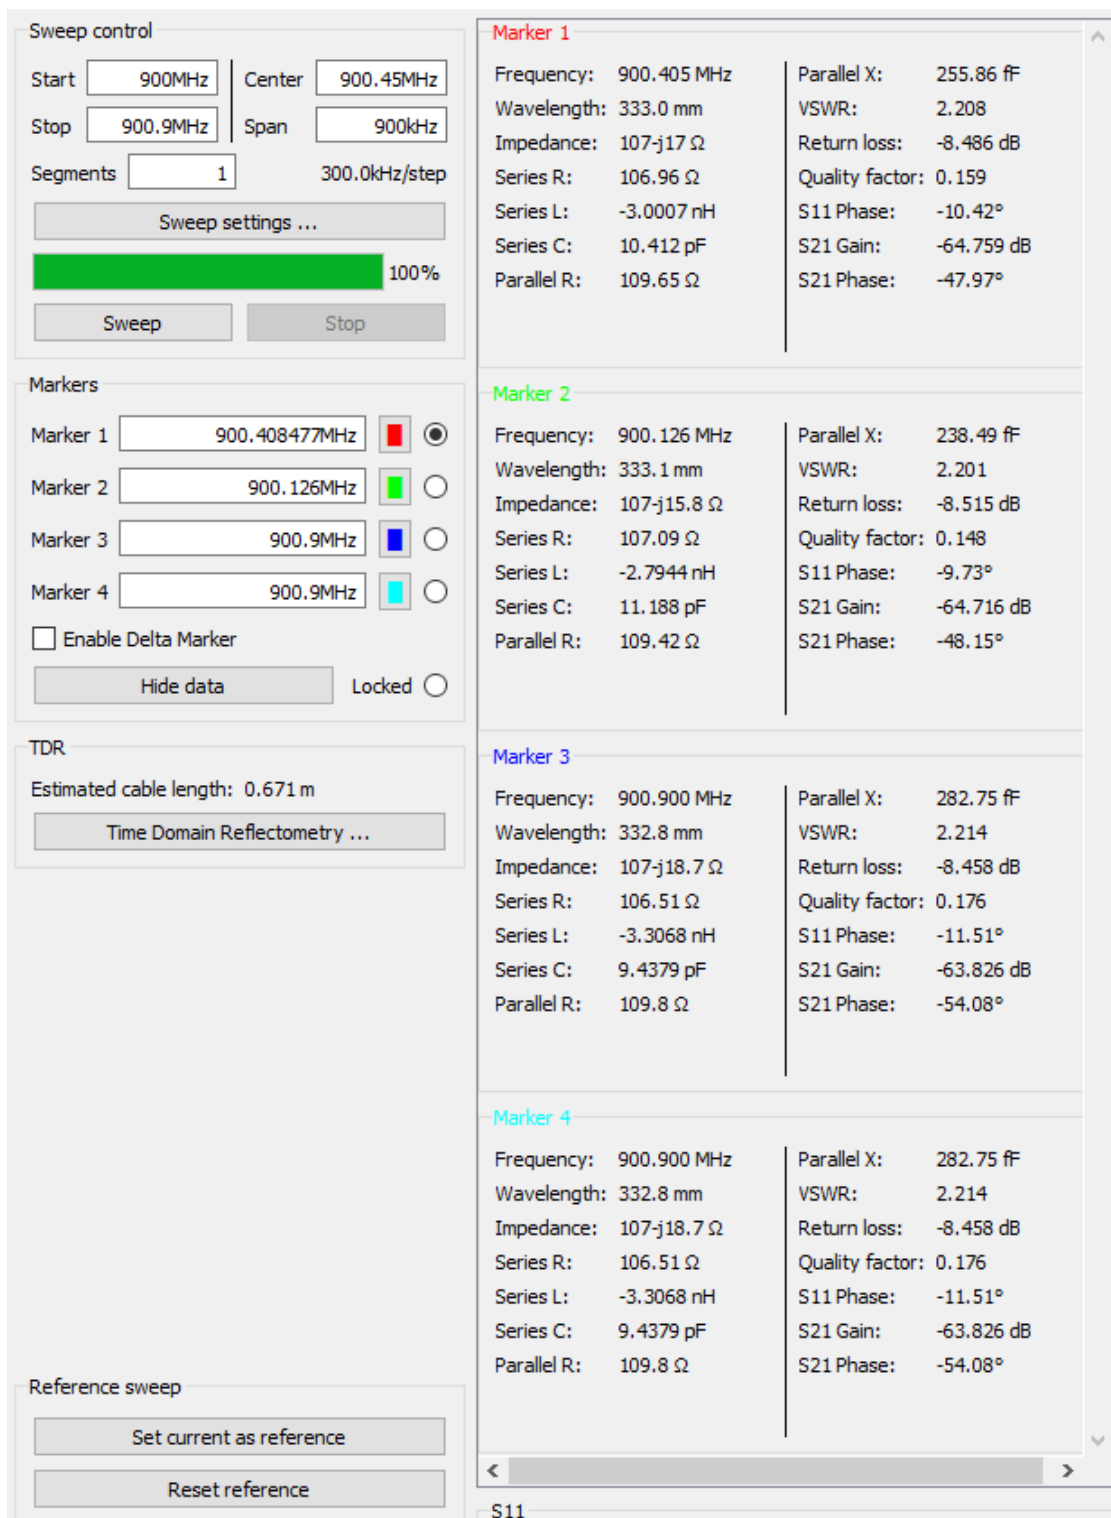 Sweep control
Start 900MHz Center 900.45MHz
Stop 900.9MHz Span 900kHz
Segments 1 300.0kHz/step
Sweep settings ...
100%
Sweep Stop
Markers
Marker 1 900.408477MHz
Marker 2 900.126MHz
Marker 3 900.9MHz
Marker 4 900.9MHz
Enable Delta Marker
Hide data Locked
TDR
Estimated cable length: 0.671 m
Time Domain Reflectometry ...
Reference sweep
Set current as reference
Reset reference
Marker 1
Frequency: 900.405 MHz Parallel X: 255.86 fF
Wavelength: 333.0 mm VSWR: 2.208
Impedance: 107-j17 Ω Return loss: -8.486 dB
Series R: 106.96 Ω Quality factor: 0.159
Series L: -3.0007 nH S11 Phase: -10.42°
Series C: 10.412 pF S21 Gain: -64.759 dB
Parallel R: 109.65 Ω S21 Phase: -47.97°
Marker 2
Frequency: 900.126 MHz Parallel X: 238.49 fF
Wavelength: 333.1 mm VSWR: 2.201
Impedance: 107-j15.8 Ω Return loss: -8.515 dB
Series R: 107.09 Ω Quality factor: 0.148
Series L: -2.7944 nH S11 Phase: -9.73°
Series C: 11.188 pF S21 Gain: -64.716 dB
Parallel R: 109.42 Ω S21 Phase: -48.15°
Marker 3
Frequency: 900.900 MHz Parallel X: 282.75 fF
Wavelength: 332.8 mm VSWR: 2.214
Impedance: 107-j18.7 Ω Return loss: -8.458 dB
Series R: 106.51 Ω Quality factor: 0.176
Series L: -3.3068 nH S11 Phase: -11.51°
Series C: 9.4379 pF S21 Gain: -63.826 dB
Parallel R: 109.8 Ω S21 Phase: -54.08°
Marker 4
Frequency: 900.900 MHz Parallel X: 282.75 fF
Wavelength: 332.8 mm VSWR: 2.214
Impedance: 107-j18.7 Ω Return loss: -8.458 dB
Series R: 106.51 Ω Quality factor: 0.176
Series L: -3.3068 nH S11 Phase: -11.51°
Series C: 9.4379 pF S21 Gain: -63.826 dB
Parallel R: 109.8 Ω S21 Phase: -54.08°
S11